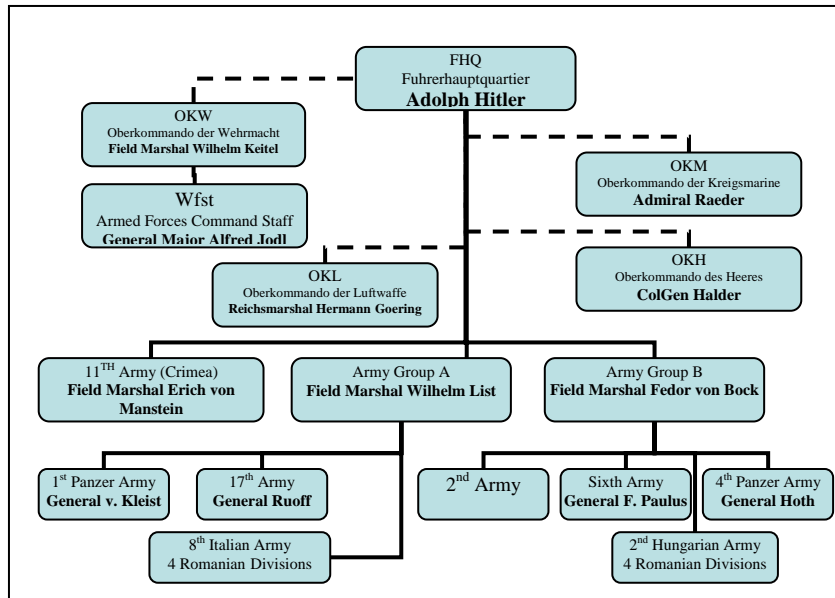 FHQ
Fuhrerhauptquartier
Adolph Hitler
OKW
Oberkommando der Wehrmacht
Field Marshal Wilhelm Keitel
OKM
Oberkommando der Kreigsmarine
Admiral Raeder
Wfst
Armed Forces Command Staff
General Major Alfred Jodl
OKL
Oberkommando der Luftwaffe
Reichsmarshal Hermann Goering
OKH
Oberkommando des Heeres
ColGen Halder
11TH Army (Crimea)
Field Marshal Erich von
Manstein
Army Group A
Field Marshal Wilhelm List
Army Group B
Field Marshal Fedor von Bock
1st Panzer Army
General v. Kleist
17th Army
General Ruoff
2nd Army
Sixth Army
General F. Paulus
4th Panzer Army
General Hoth
8th Italian Army
4 Romanian Divisions
2nd Hungarian Army
4 Romanian Divisions